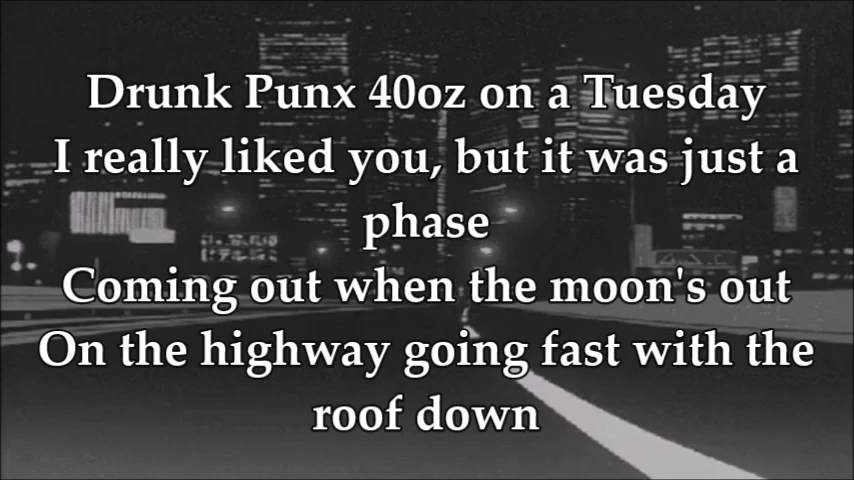 Drunk Punx 40oz on a Tuesday
I really liked you, but it was just a
phase
Coming out when the moon's out
On the highway going fast with the
roof down